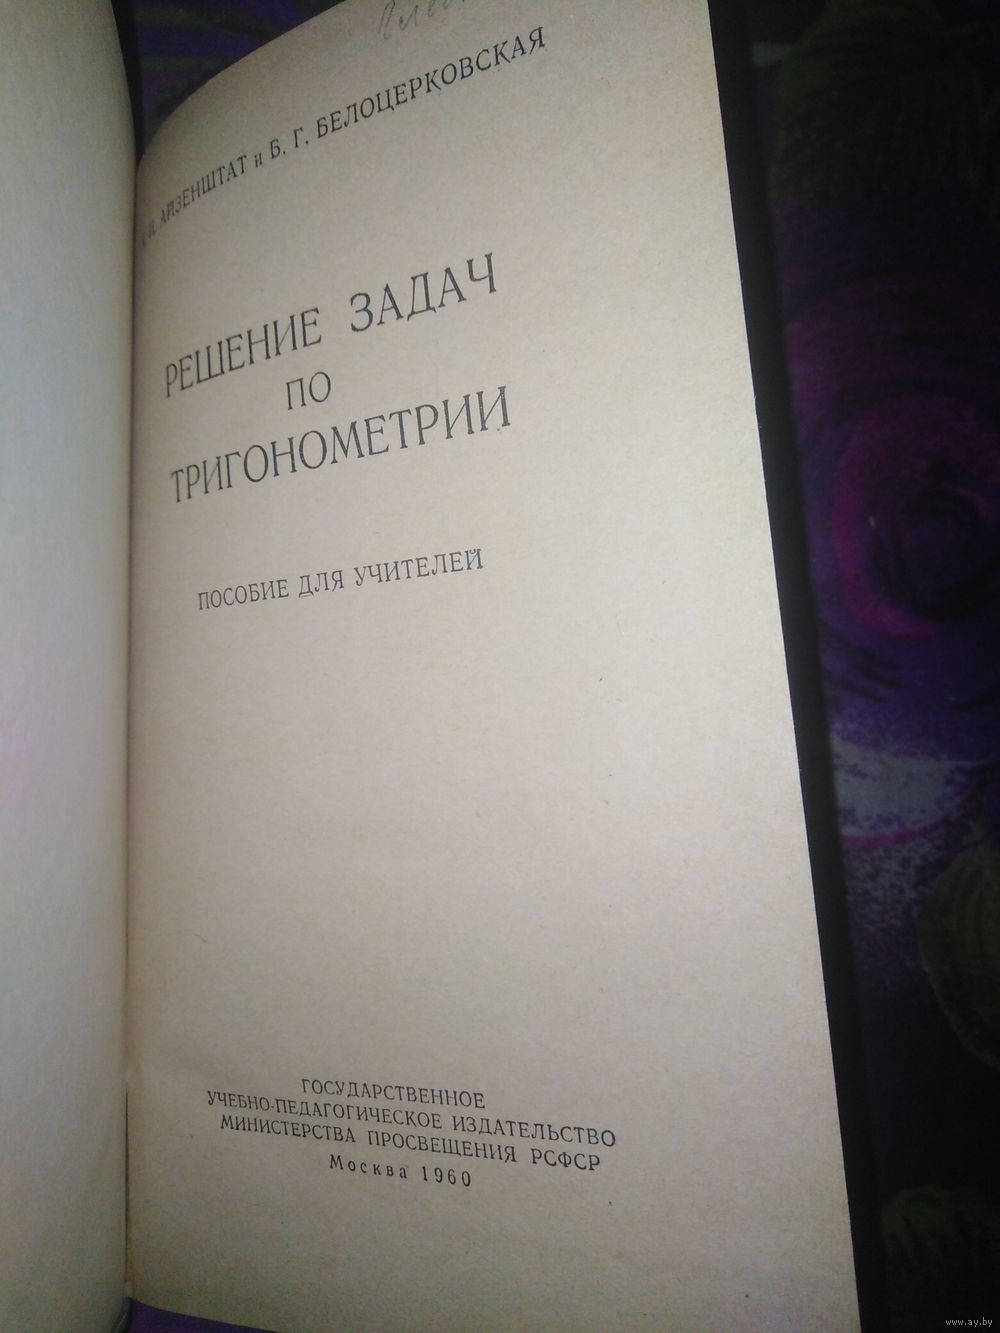 И. АЙЗЕНШТАТ и Б. Г. БЕЛОЦЕРКОВСКАЯ
РЕШЕНИЕ ЗАДАЧ
ПО
ТРИГОНОМЕТРИИ
ПОСОБИЕ ДЛЯ УЧИТЕЛЕЙ
ГОСУДАРСТВЕННОЕ
УЧЕБНО-ПЕДАГОГИЧЕСКОЕ ИЗДАТЕЛЬСТВО
МИНИСТЕРСТВА ПРОСВЕЩЕНИЯ РСФСР
Москва 1960
www.ay.by